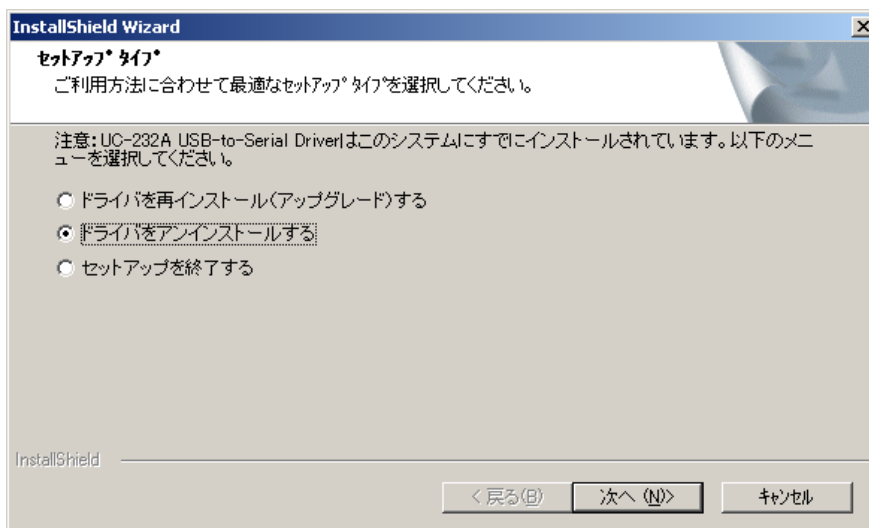 InstallShield Wizard
ｾｯﾄｱｯﾌﾟ ﾀｲﾌﾟ
ご利用方法に合わせて最適なｾｯﾄｱｯﾌﾟ ﾀｲﾌﾟを選択してください。
注意:UC-232A USB-to-Serial Driverはこのシステムにすでにインストールされています。以下のメニ
ューを選択してください。
ドライバを再インストール(アップグレード)する
ドライバをアンインストールする
セットアップを終了する
InstallShield
< 戻る(B)
次へ (N)>
ｷｬﾝｾﾙ